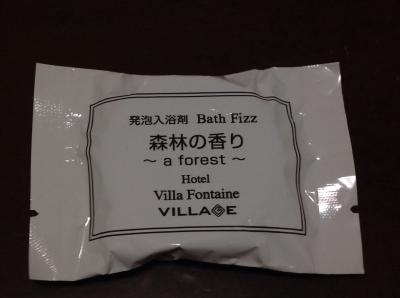 発泡入浴剤 Bath Fizz
森林の香り
～ a forest ～
Hotel
Villa Fontaine
VILLAGE